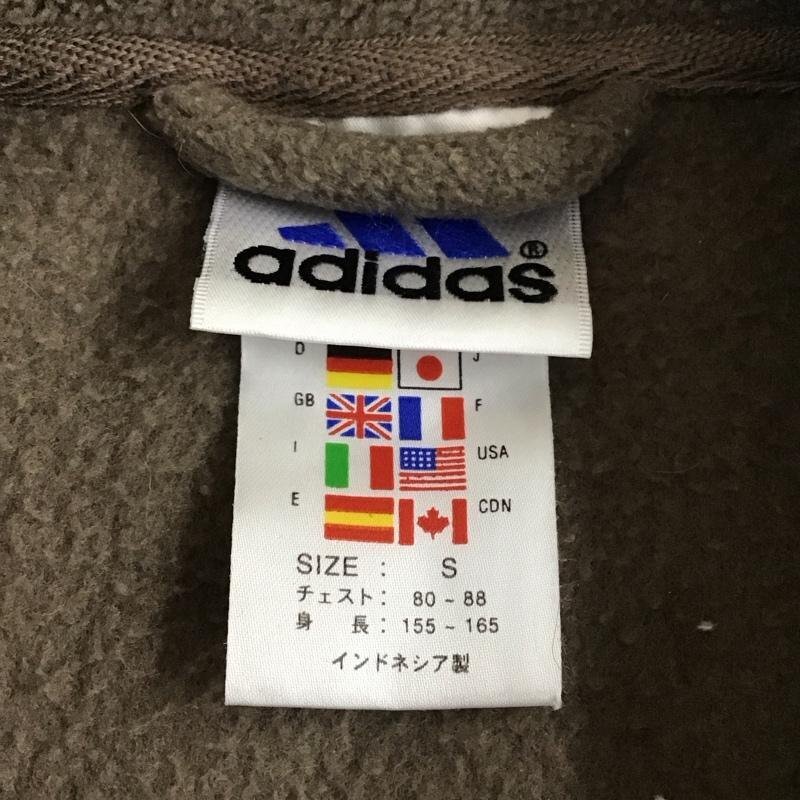 adidas®
D J
GB F
I USA
E CDN
SIZE : S
チェスト: 80 ~ 88
身 長: 155 ~ 165
インドネシア製